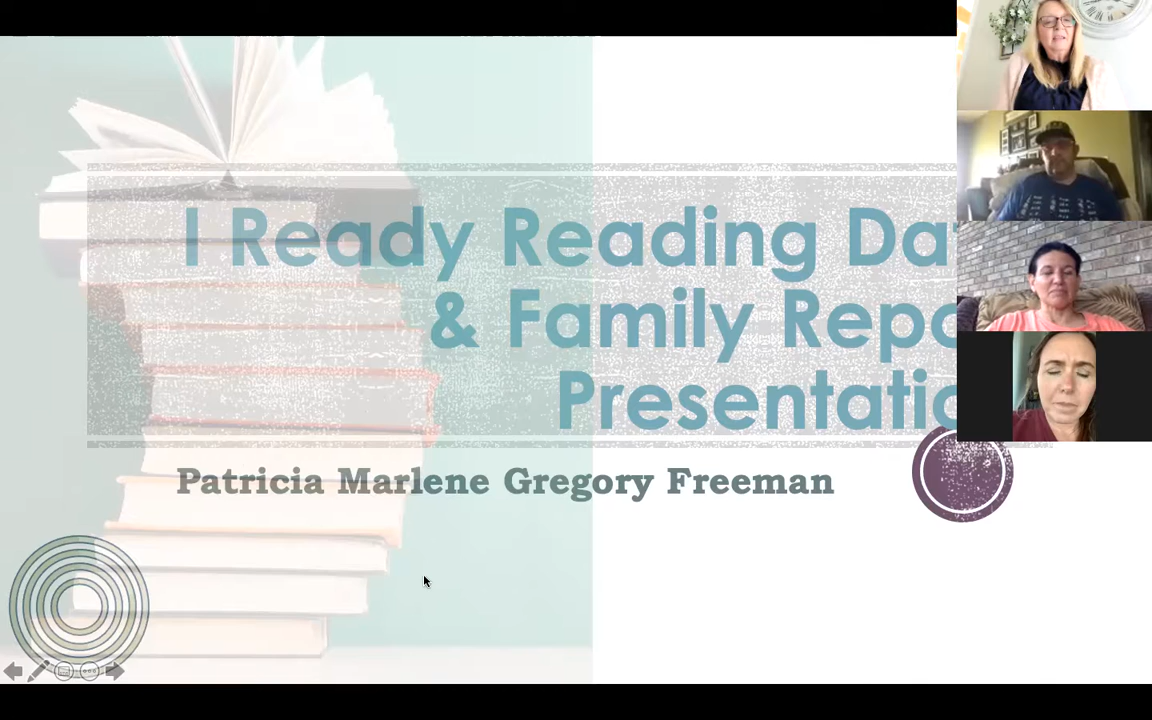 I Ready Reading Da
& Family Repo
Presentatio
Patricia Marlene Gregory Freeman